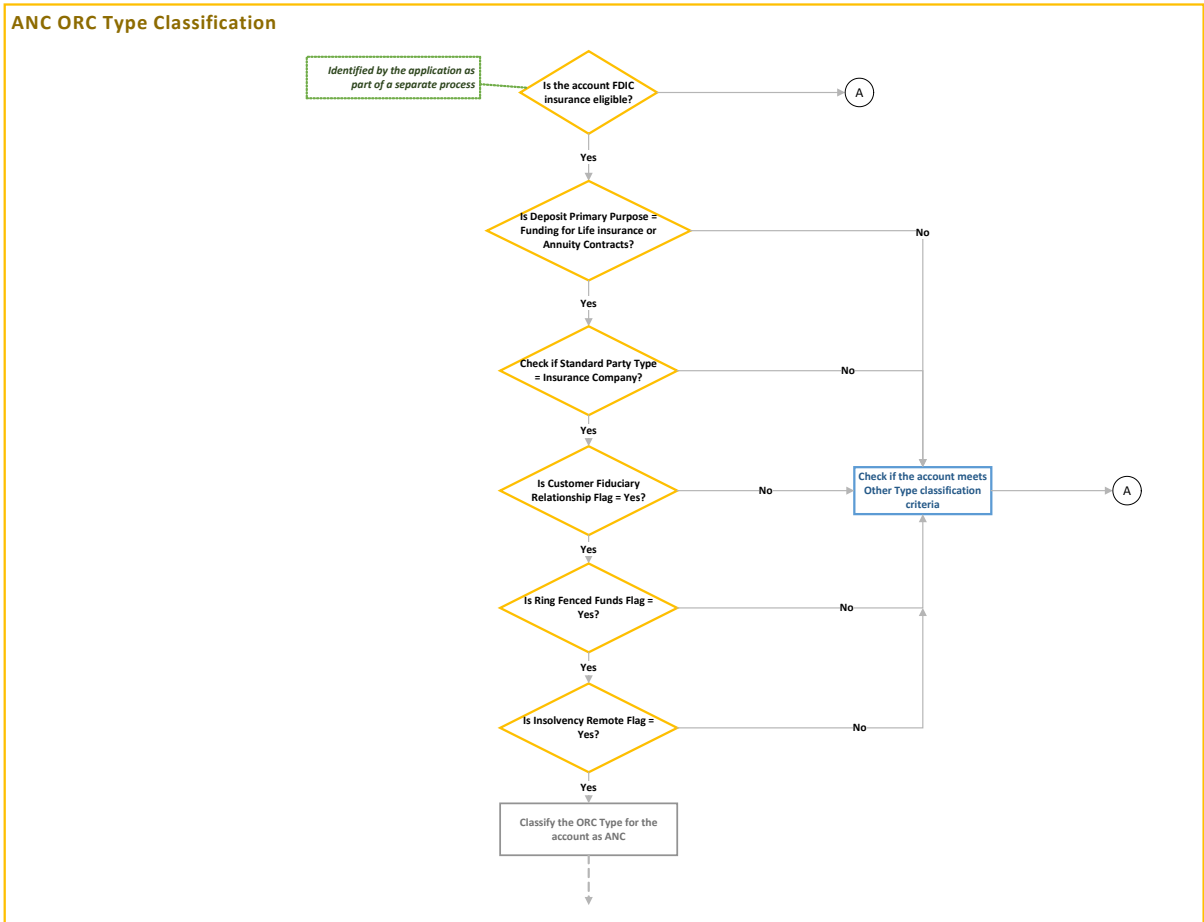 ANC ORC Type Classification
Identified by the application as
part of a separate process
Is the account FDIC
insurance eligible?
A
Yes
Is Deposit Primary Purpose =
Funding for Life insurance or
Annuity Contracts?
No
Yes
Check if Standard Party Type
= Insurance Company?
No
Yes
Is Customer Fiduciary
Relationship Flag = Yes?
No
Check if the account meets
Other Type classification
criteria
A
Yes
Is Ring Fenced Funds Flag =
Yes?
No
Yes
Is Insolvency Remote Flag =
Yes?
No
Yes
Classify the ORC Type for the
account as ANC